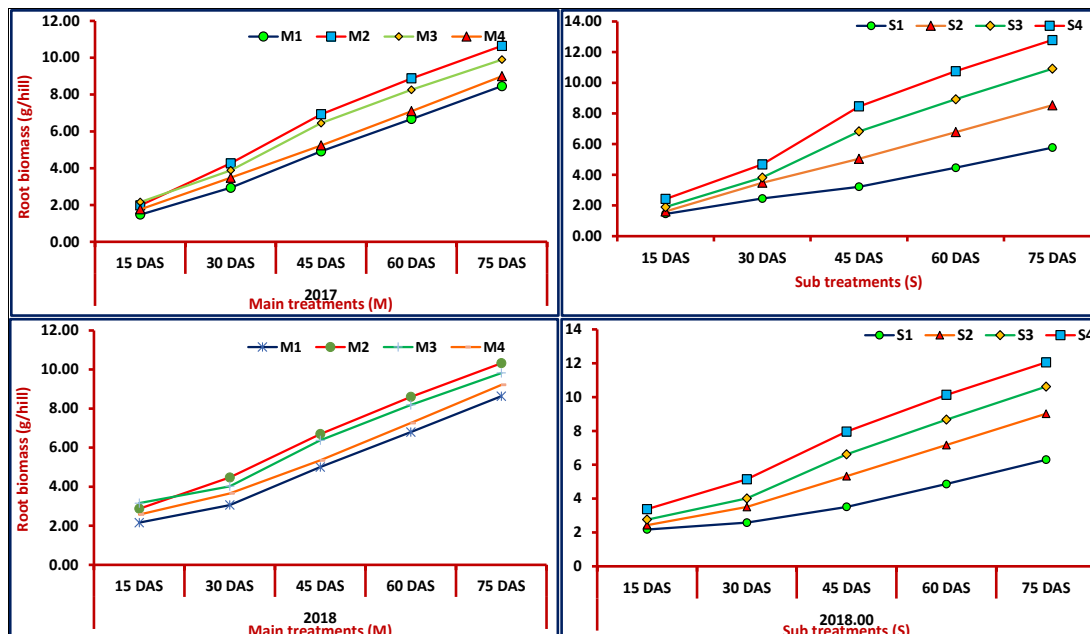 12.00
10.00
8.00
6.00
4.00
2.00
0.00
Root biomass (g/hill)
M1 M2 M3 M4
15 DAS 30 DAS 45 DAS 60 DAS 75 DAS
2017
Main treatments (M)
14.00
12.00
10.00
8.00
6.00
4.00
2.00
0.00
S1 S2 S3 S4
15 DAS 30 DAS 45 DAS 60 DAS 75 DAS
Sub treatments (S)
12.00
10.00
8.00
6.00
4.00
2.00
0.00
Root biomass (g/hill)
M1 M2 M3 M4
15 DAS 30 DAS 45 DAS 60 DAS 75 DAS
2018
Main treatments (M)
14
12
10
8
6
4
2
0
S1 S2 S3 S4
15 DAS 30 DAS 45 DAS 60 DAS 75 DAS
2018.00
Sub treatments (S)